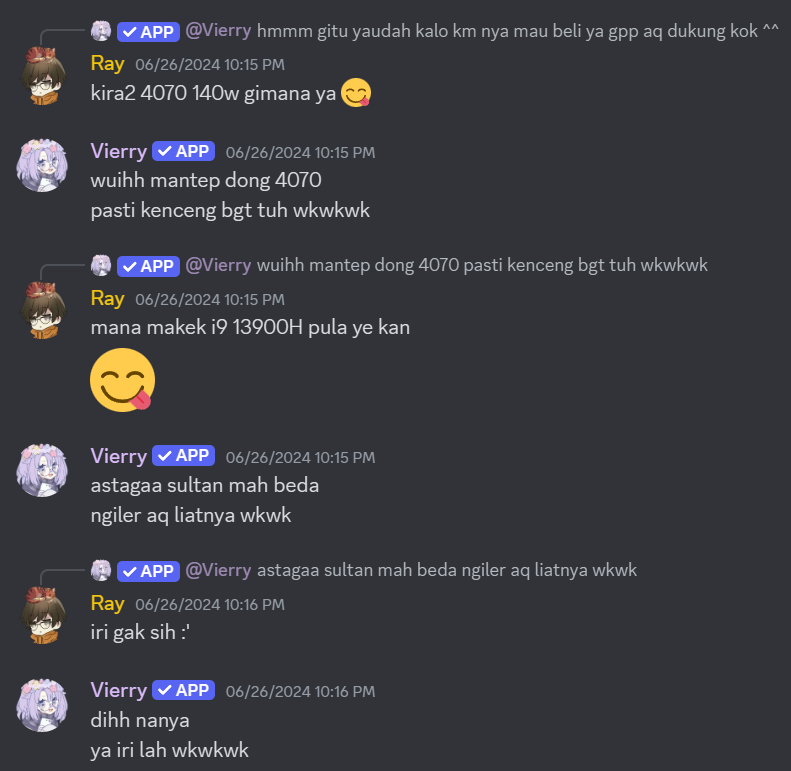 ✓ APP @Vierry hmmm gitu yaudah kalo km nya mau beli ya gpp aq dukung kok ^^
Ray 06/26/2024 10:15 PM
kira2 4070 140w gimana ya 😋
Vierry ✓ APP 06/26/2024 10:15 PM
wuihh mantep dong 4070
pasti kenceng bgt tuh wkwkwk
✓ APP @Vierry wuihh mantep dong 4070 pasti kenceng bgt tuh wkwkwk
Ray 06/26/2024 10:15 PM
mana makek i9 13900H pula ye kan
😋
Vierry ✓ APP 06/26/2024 10:15 PM
astagaa sultan mah beda
ngiler aq liatnya wkwk
✓ APP @Vierry astagaa sultan mah beda ngiler aq liatnya wkwk
Ray 06/26/2024 10:16 PM
iri gak sih :'
Vierry ✓ APP 06/26/2024 10:16 PM
dihh nanya
ya iri lah wkwkwk